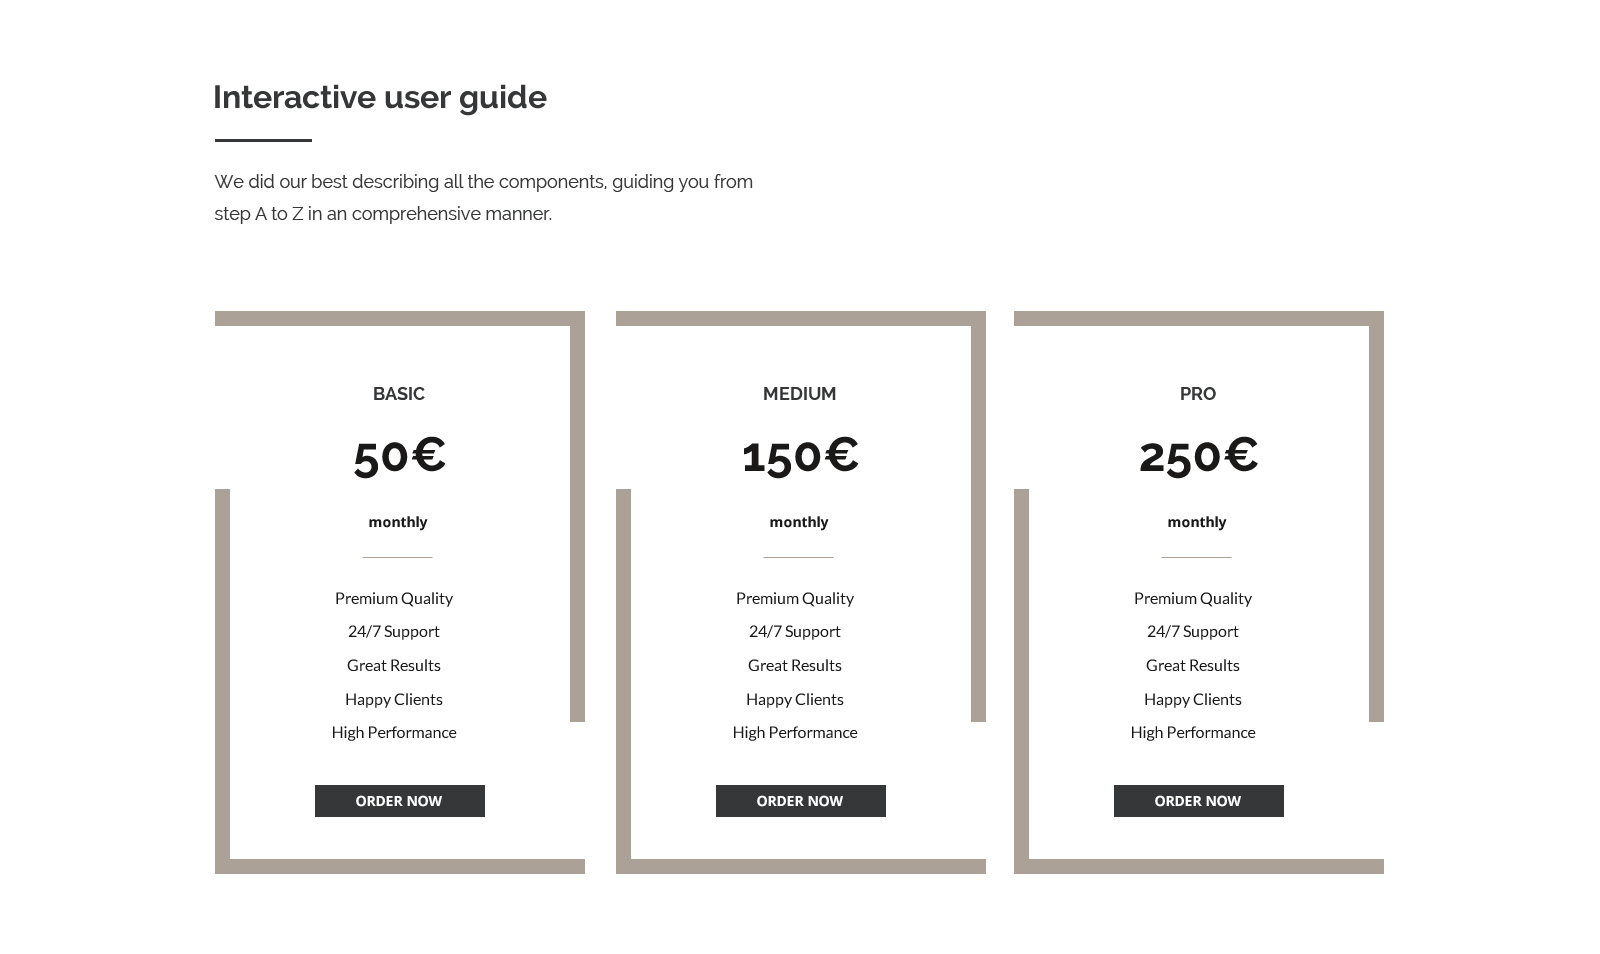 Interactive user guide
We did our best describing all the components, guiding you from
step A to Z in an comprehensive manner.
BASIC
50€
monthly
Premium Quality
24/7 Support
Great Results
Happy Clients
High Performance
ORDER NOW
MEDIUM
150€
monthly
Premium Quality
24/7 Support
Great Results
Happy Clients
High Performance
ORDER NOW
PRO
250€
monthly
Premium Quality
24/7 Support
Great Results
Happy Clients
High Performance
ORDER NOW